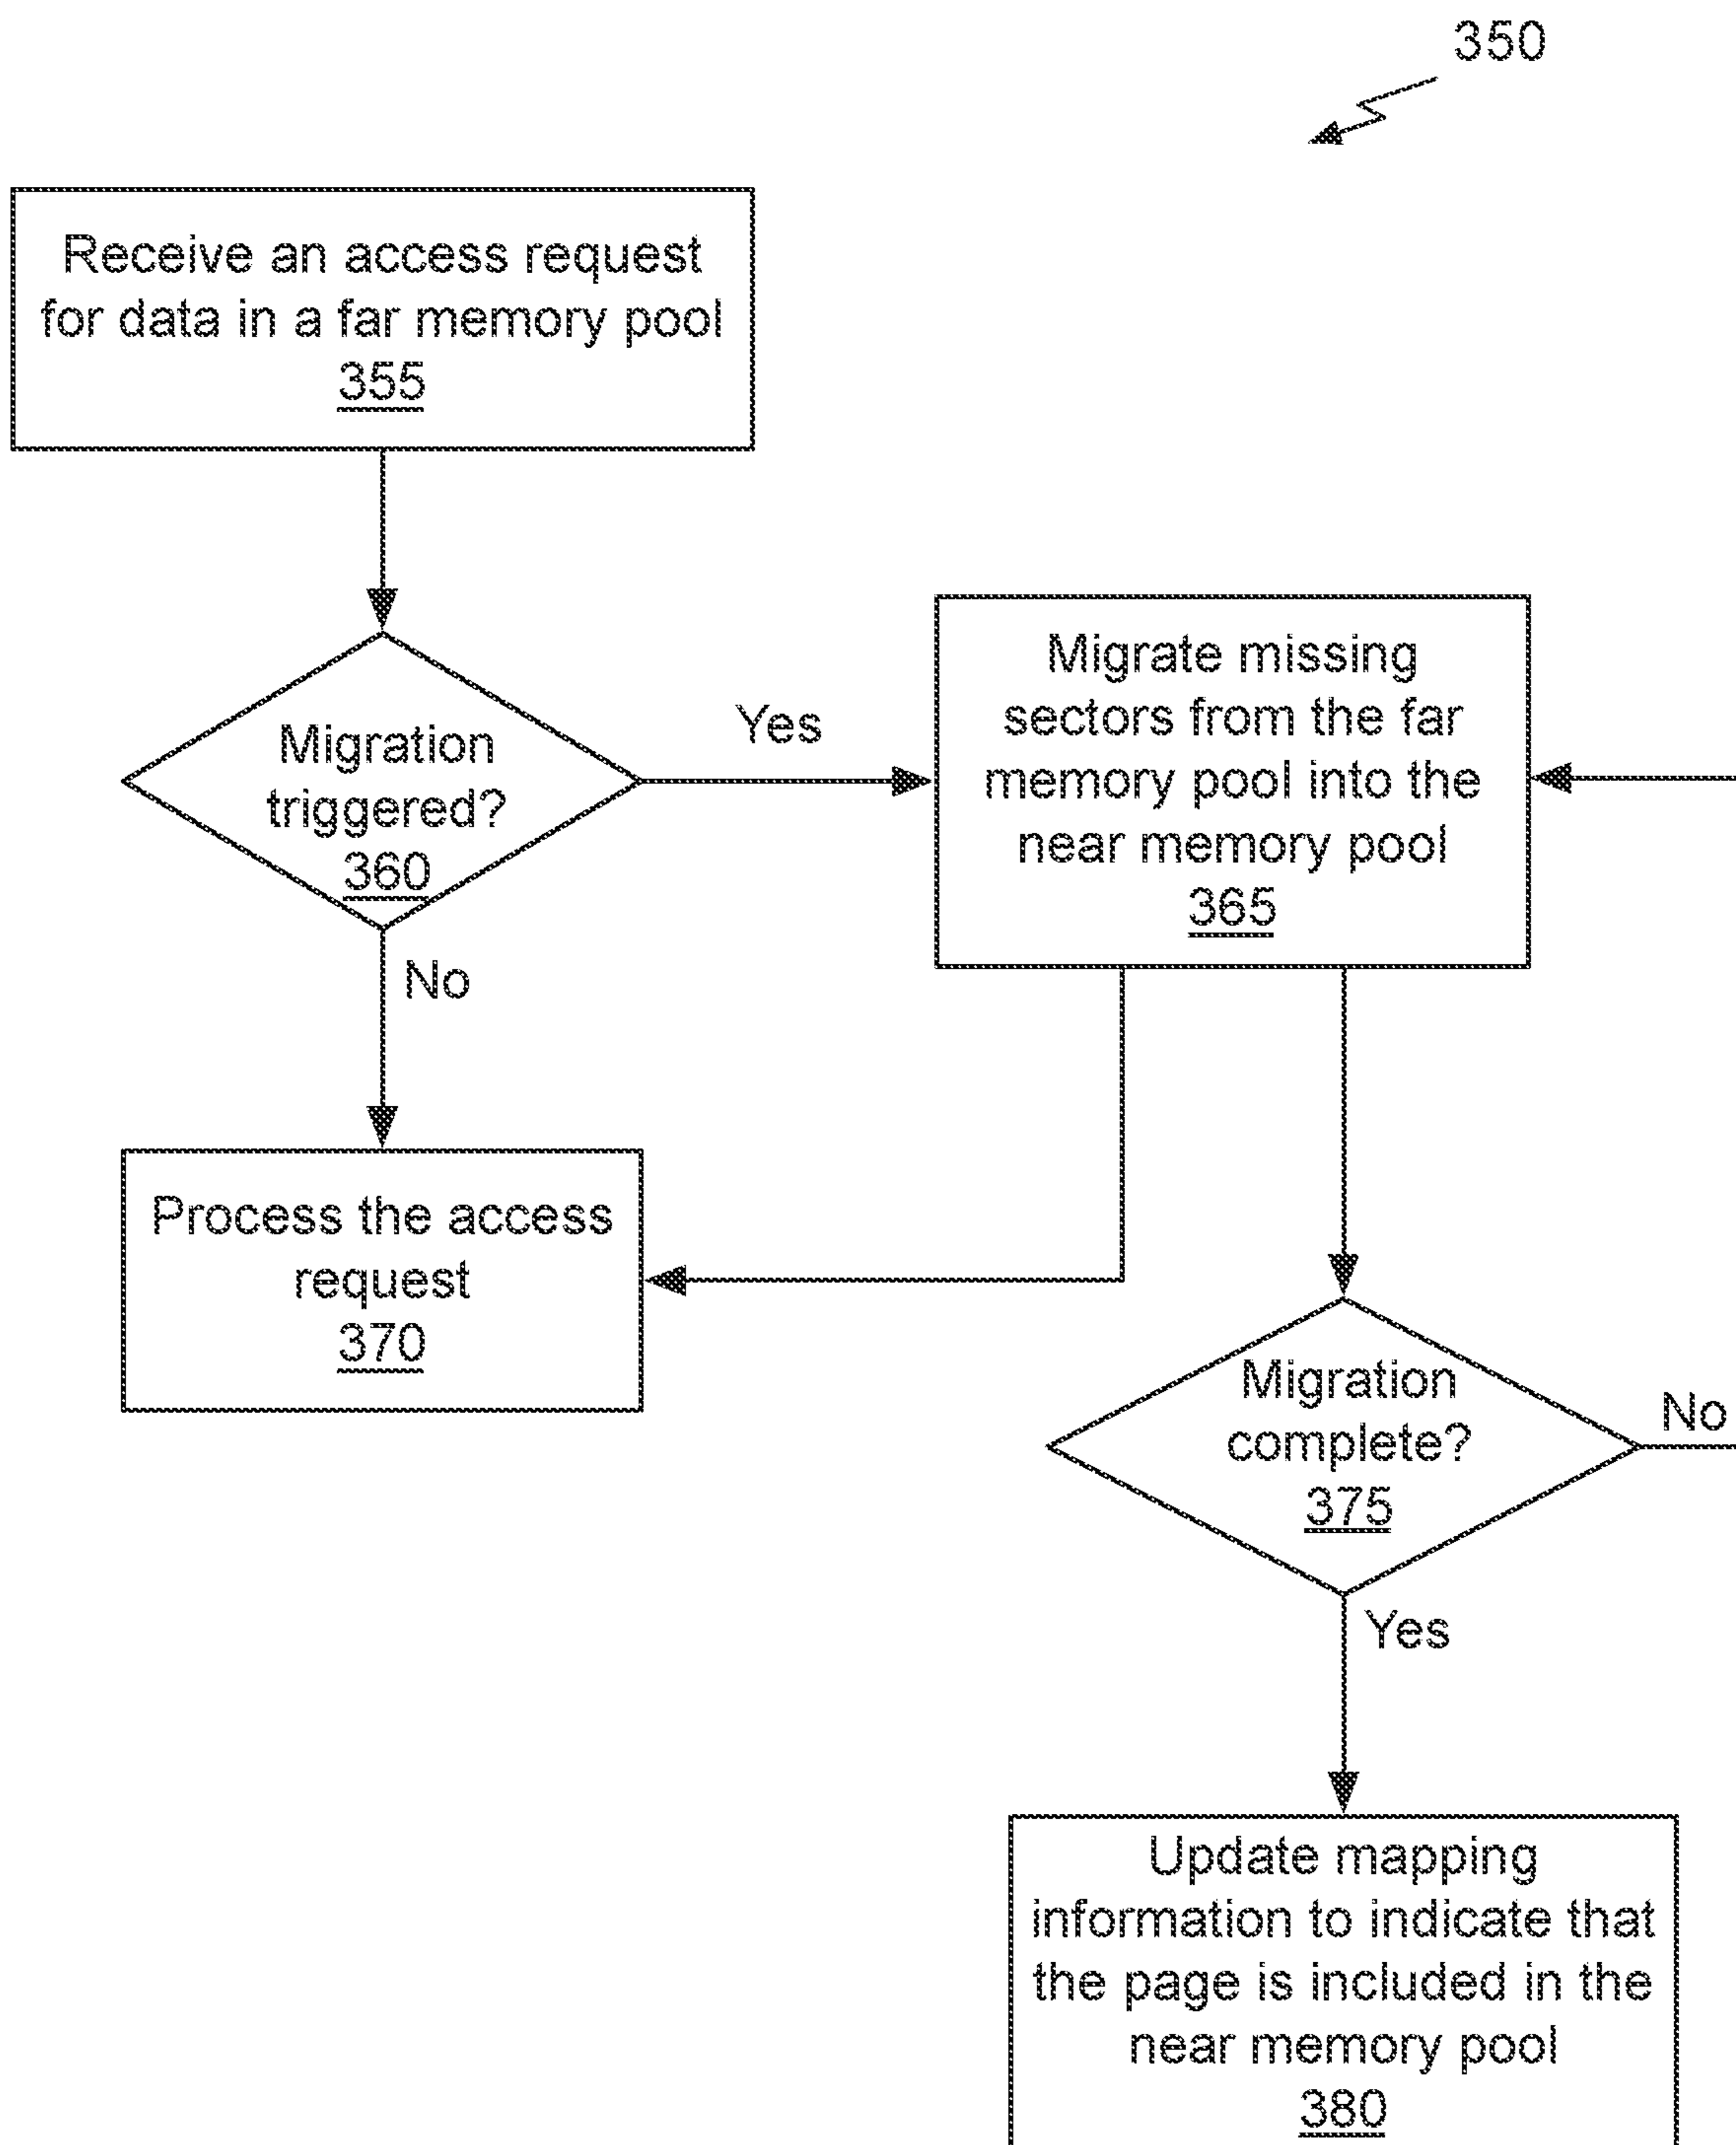 350
Receive an access request
for data in a far memory pool
355
Migration
triggered?
360
Yes
No
Migrate missing
sectors from the far
memory pool into the
near memory pool
365
Process the access
request
370
Migration
complete?
375
No
Yes
Update mapping
information to indicate that
the page is included in the
near memory pool
380